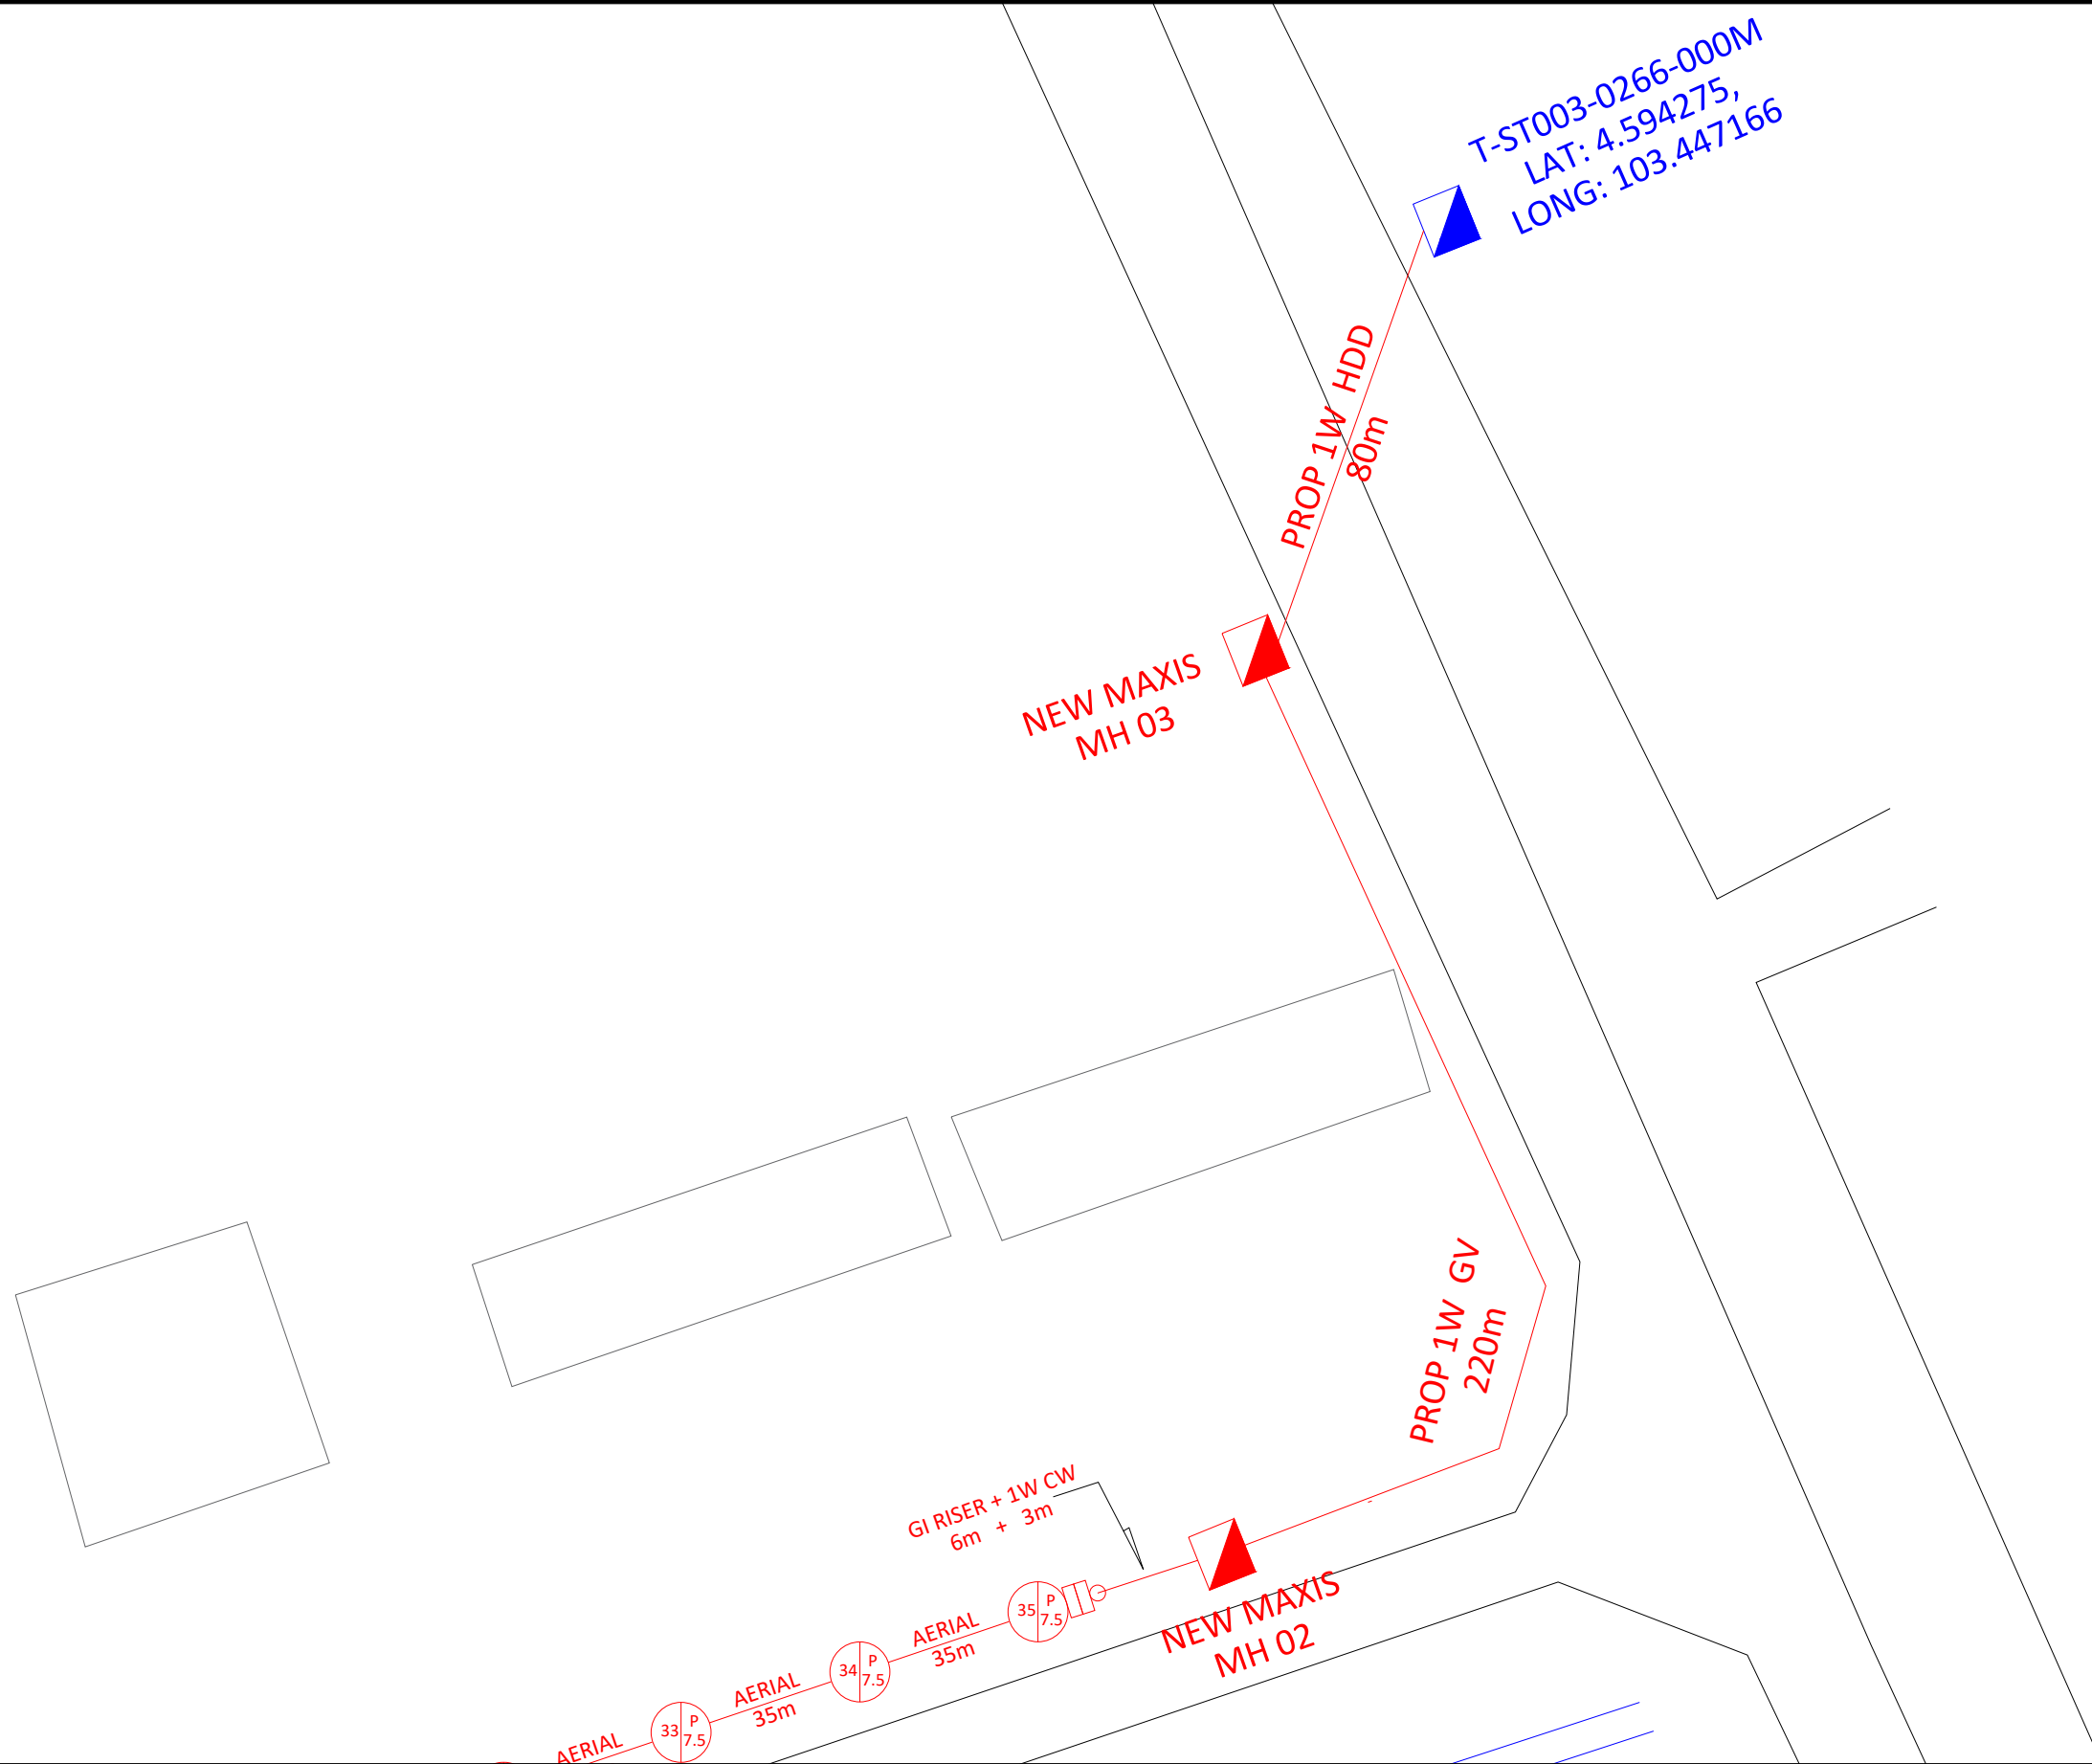 T-ST003-0266-000M
LAT: 4.594275,
LONG: 103.447166
PROP 1W HDD
80m
NEW MAXIS
MH 03
PROP 1W GV
220m
GI RISER + 1W CW
6m + 3m
NEW MAXIS
MH 02
35 P
7.5
AERIAL
35m
34 P
7.5
AERIAL
35m
33 P
7.5
AERIAL